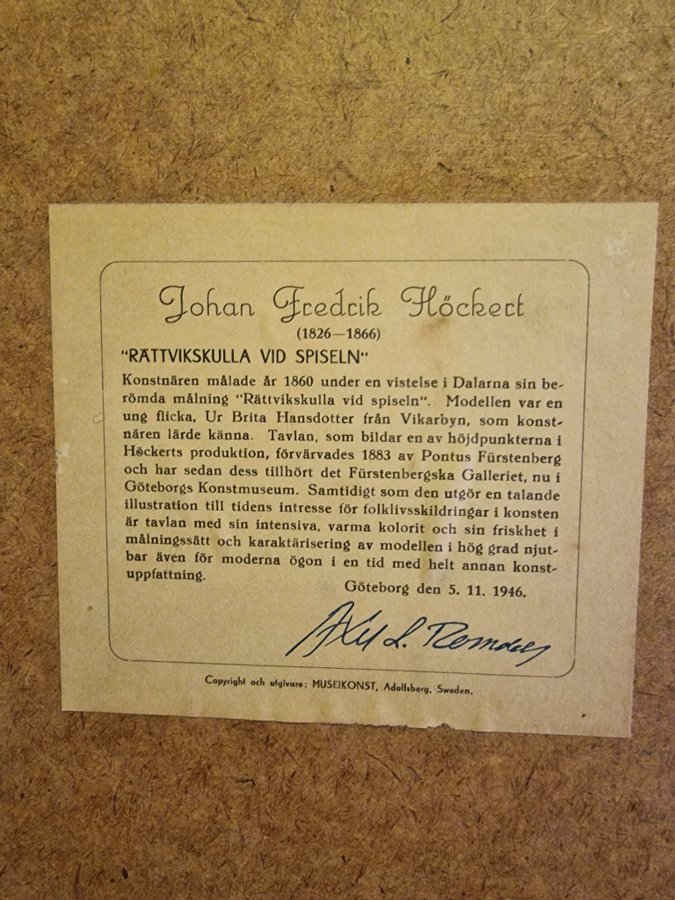 Johan Fredrik Höckert
(1826—1866)
"RÄTTVIKSKULLA VID SPISELN"
Konstnären målade år 1860 under en vistelse i Dalarna sin be-
römda målning "Rättvikskulla vid spiseln". Modellen var en
ung flicka, Ur Brita Hansdotter från Vikarbyn, som konst-
nären lärde känna. Tavlan, som bildar en av höjdpunkterna i
Höckerts produktion, förvärvades 1883 av Pontus Fürstenberg
och har sedan dess tillhört det Fürstenbergska Galleriet, nu i
Göteborgs Konstmuseum. Samtidigt som den utgör en talande
illustration till tidens intresse för folklivsskildringar i konsten
är tavlan med sin intensiva, varma kolorit och sin friskhet i
målningssätt och karaktärisering av modellen i hög grad njut-
bar även för moderna ögon i en tid med helt annan konst-
uppfattning.
Göteborg den 5. 11. 1946.
Axel L. Romdahl
Copyright och utgivare: MUSEIKONST, Adolfsberg, Sweden.